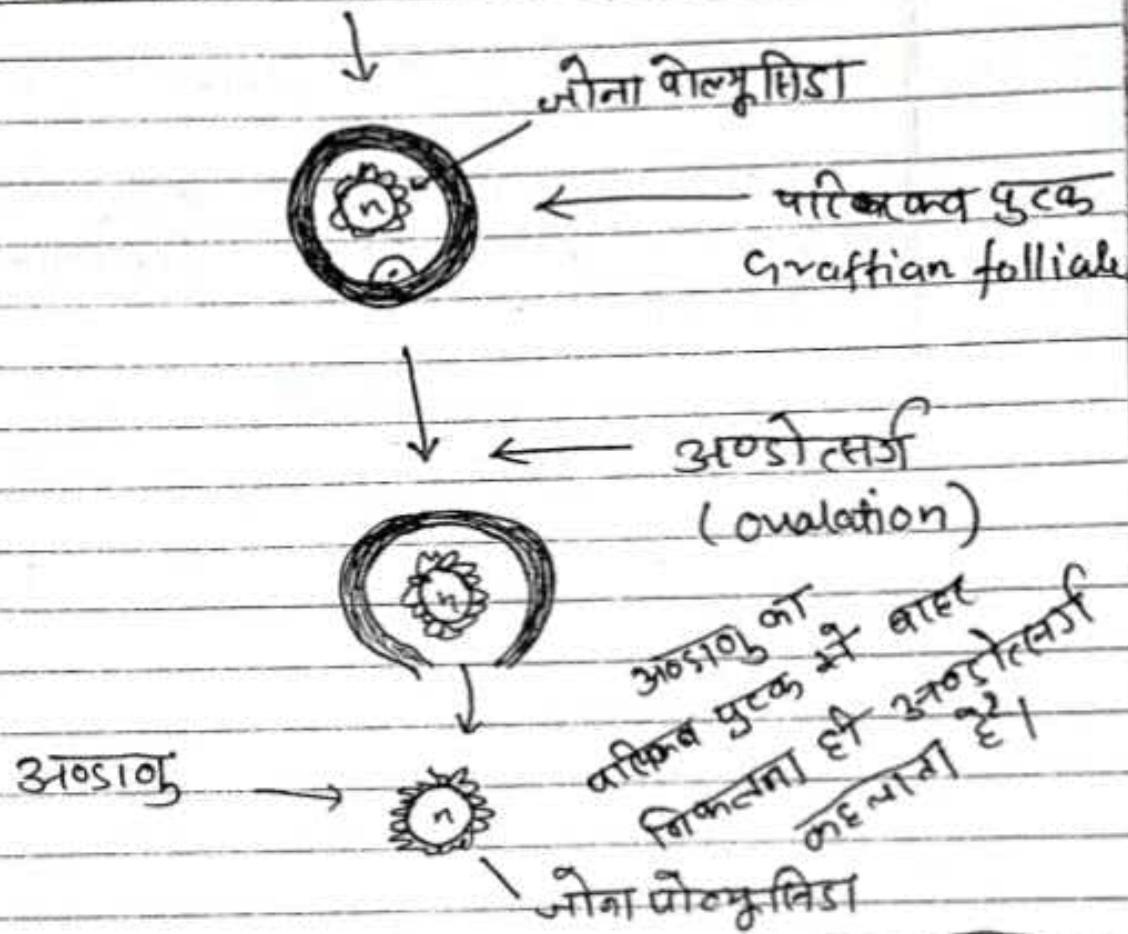 जोना पोल्यूसिडा
n
परिपक्व पुटक
Graffian folliale
अण्डोत्सर्ग
(ovalation)
n
अण्डाणु का
परिपक्व पुटक से बाहर
निकलना ही अण्डोत्सर्ग
कहलाता है।
अण्डाणु
n
जोना पोल्यूसिडा